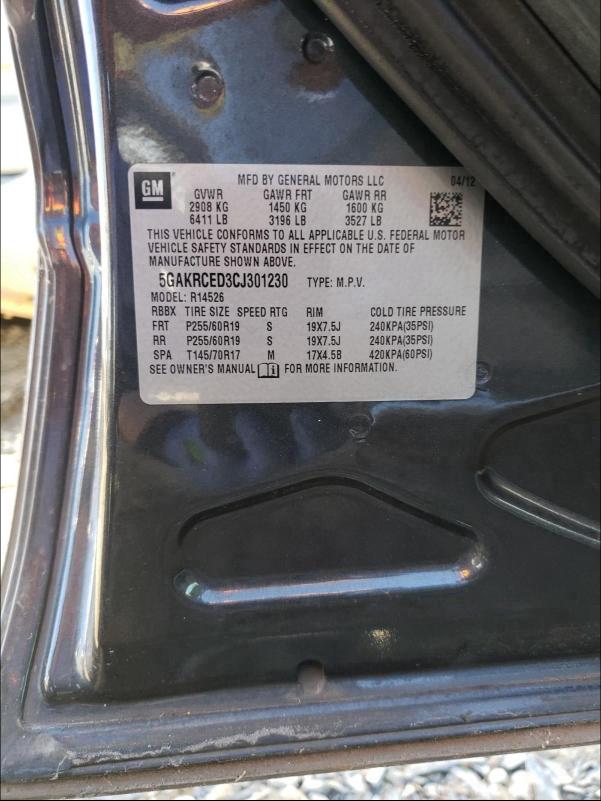 GM
MFD BY GENERAL MOTORS LLC 04/12
GVWR GAWR FRT GAWR RR
2908 KG 1450 KG 1600 KG
6411 LB 3196 LB 3527 LB
THIS VEHICLE CONFORMS TO ALL APPLICABLE U.S. FEDERAL MOTOR
VEHICLE SAFETY STANDARDS IN EFFECT ON THE DATE OF
MANUFACTURE SHOWN ABOVE.
5GAKRCED3CJ301230 TYPE: M.P.V.
MODEL: R14526
RBBX TIRE SIZE SPEED RTG RIM COLD TIRE PRESSURE
FRT P255/60R19 S 19X7.5J 240KPA(35PSI)
RR P255/60R19 S 19X7.5J 240KPA(35PSI)
SPA T145/70R17 M 17X4.5B 420KPA(60PSI)
SEE OWNER'S MANUAL FOR MORE INFORMATION.